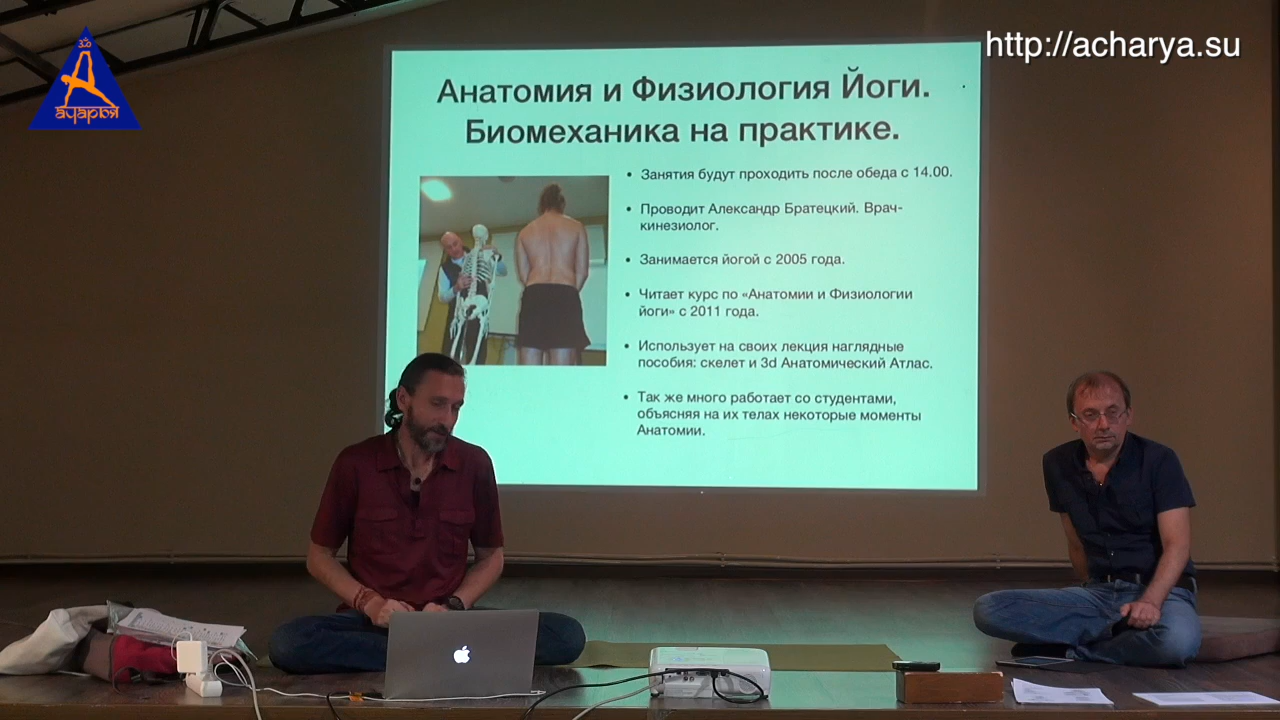 http://acharya.su
ॐ
ачарья
Анатомия и Физиология Йоги.
Биомеханика на практике.
• Занятия будут проходить после обеда с 14.00.
• Проводит Александр Братецкий. Врач-
кинезиолог.
• Занимается йогой с 2005 года.
• Читает курс по «Анатомии и Физиологии
йоги« с 2011 года.
• Использует на своих лекция наглядные
пособия: скелет и 3d Анатомический Атлас.
• Так же много работает со студентами,
объясняя на их телах некоторые моменты
Анатомии.